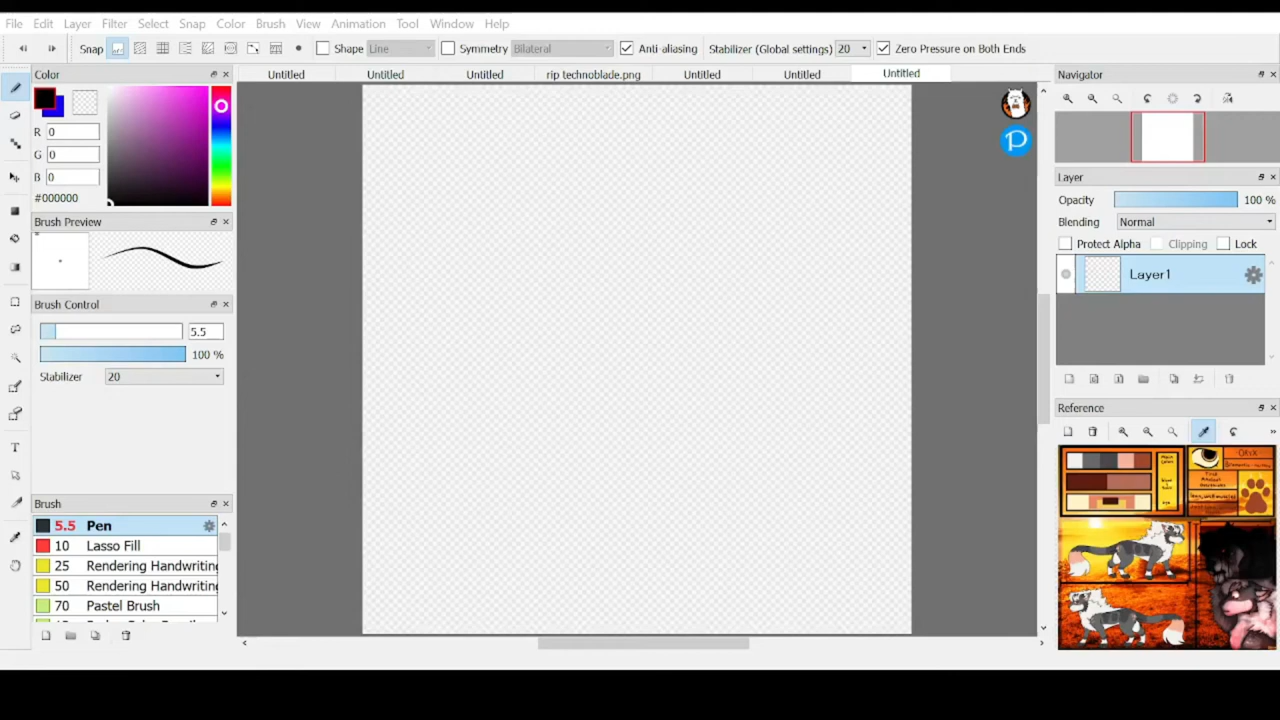 File Edit Layer Filter Select Snap Color Brush View Animation Tool Window Help
Snap Shape Line Symmetry Bilateral Anti-aliasing Stabilizer (Global settings) 20 Zero Pressure on Both Ends
Color
Untitled Untitled Untitled rip technoblade.png Untitled Untitled Untitled
Navigator
R 0
G 0
B 0
#000000
Brush Preview
Brush Control
5.5
100 %
Stabilizer 20
Brush
5.5 Pen
10 Lasso Fill
25 Rendering Handwriting
50 Rendering Handwriting
70 Pastel Brush
P
Layer
Opacity 100 %
Blending Normal
Protect Alpha Clipping Lock
Layer1
Reference
Main
Colors
Oryx